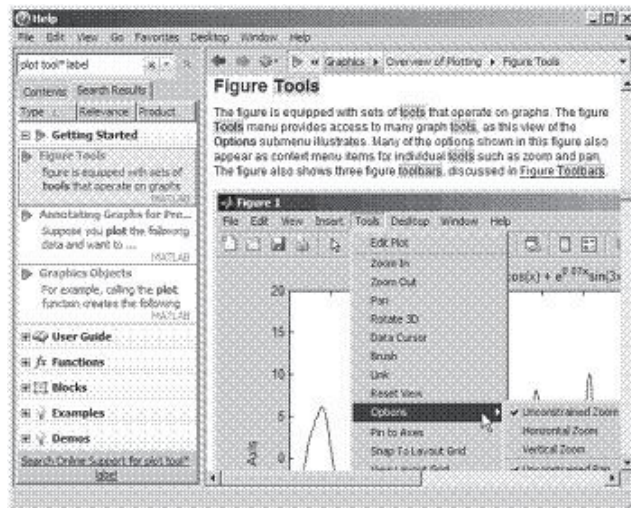 Help
File Edit View Go Favorites Desktop Window Help
plot tool* label
Graphics Overview of Plotting Figure Tools
Contents Search Results
Type Relevance Product
Getting Started
Figure Tools
figure is equipped with sets of
tools that operate on graphs
MATLAB
Annotating Graphs for Pre...
Suppose you plot the following
data and want to ...
MATLAB
Graphics Objects
For example, calling the plot
function creates the following
MATLAB
User Guide
fx Functions
Blocks
Examples
Demos
Search Online Support for plot tool*
label
Figure Tools
The figure is equipped with sets of tools that operate on graphs. The figure
Tools menu provides access to many graph tools, as this view of the
Options submenu illustrates. Many of the options shown in this figure also
appear as context menu items for individual tools such as zoom and pan.
The figure also shows three figure toolbars, discussed in Figure Toolbars.
Figure 1
File Edit View Insert Tools Desktop Window Help
Edit Plot
Zoom In
Zoom Out
Pan
Rotate 3D
Data Cursor
Brush
Link
Reset View
Options
Pin to Axes
Snap To Layout Grid
View Layout Grid
Unconstrained Zoom
Horizontal Zoom
Vertical Zoom
Unconstrained Pan
20
15
10
5
0
Axis